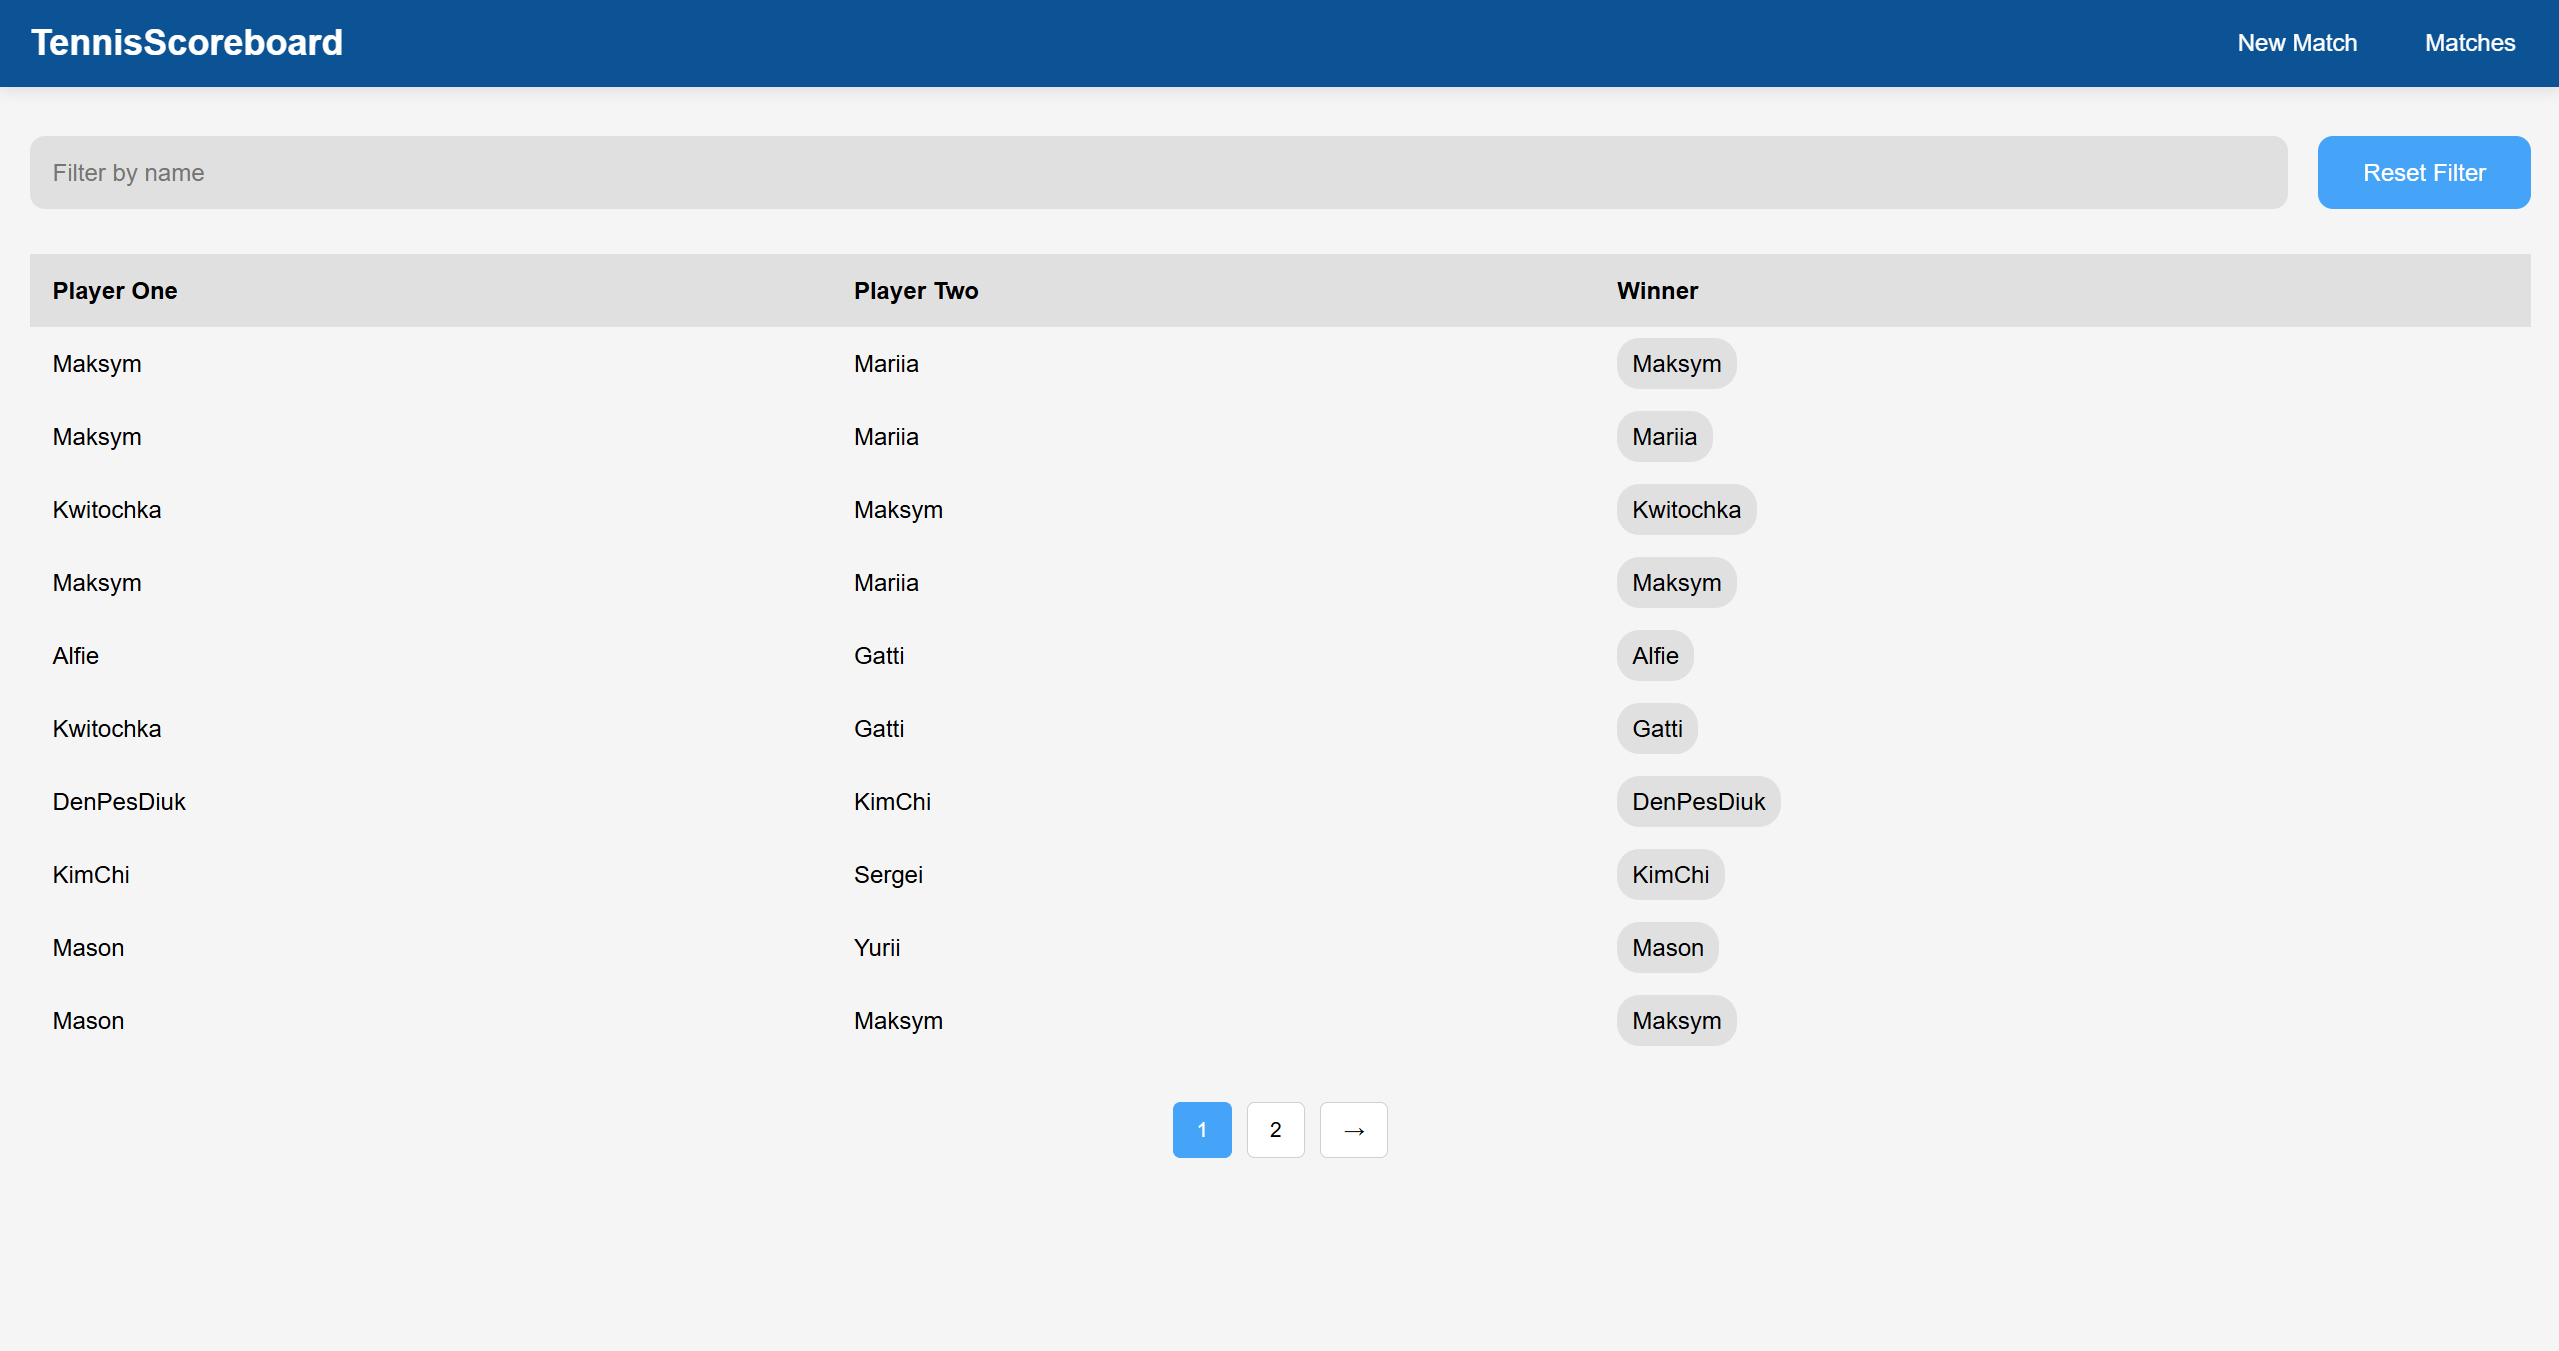 TennisScoreboard New Match Matches
Filter by name Reset Filter
Player One Player Two Winner
Maksym Mariia Maksym
Maksym Mariia Mariia
Kwitochka Maksym Kwitochka
Maksym Mariia Maksym
Alfie Gatti Alfie
Kwitochka Gatti Gatti
DenPesDiuk KimChi DenPesDiuk
KimChi Sergei KimChi
Mason Yurii Mason
Mason Maksym Maksym
1 2 →